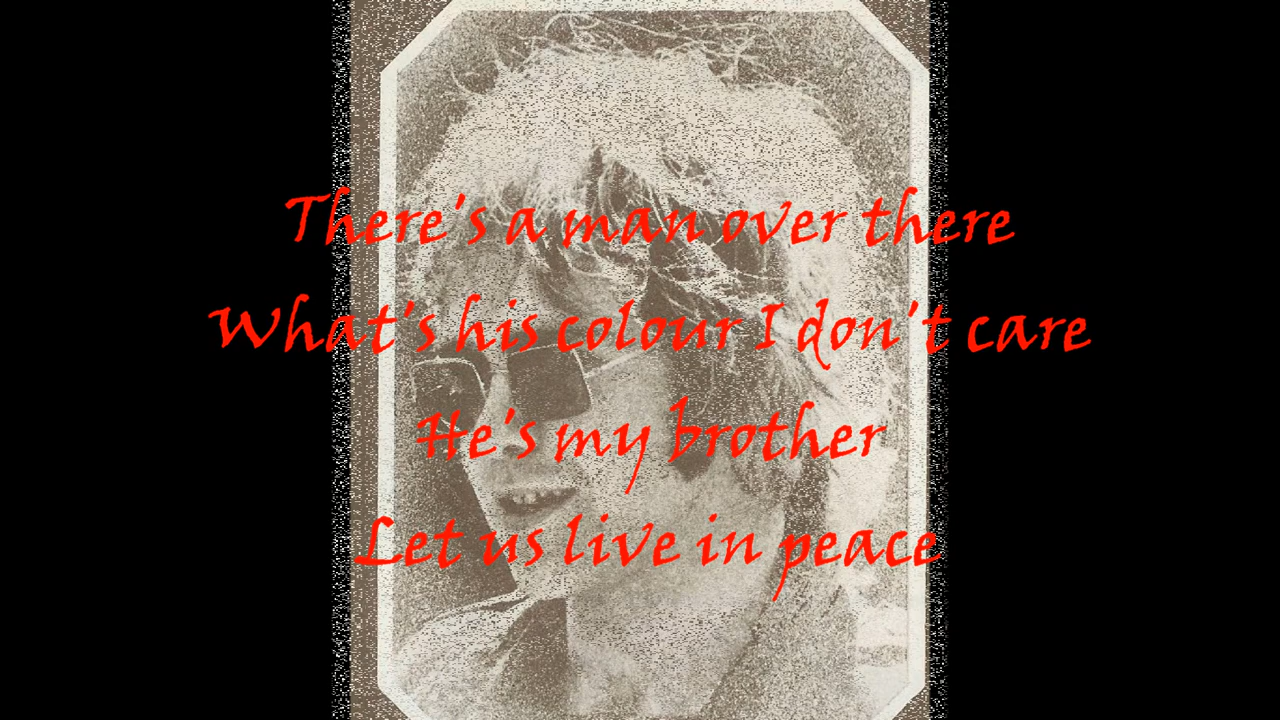 There's a man over there
What's his colour I don't care
He's my brother
Let us live in peace